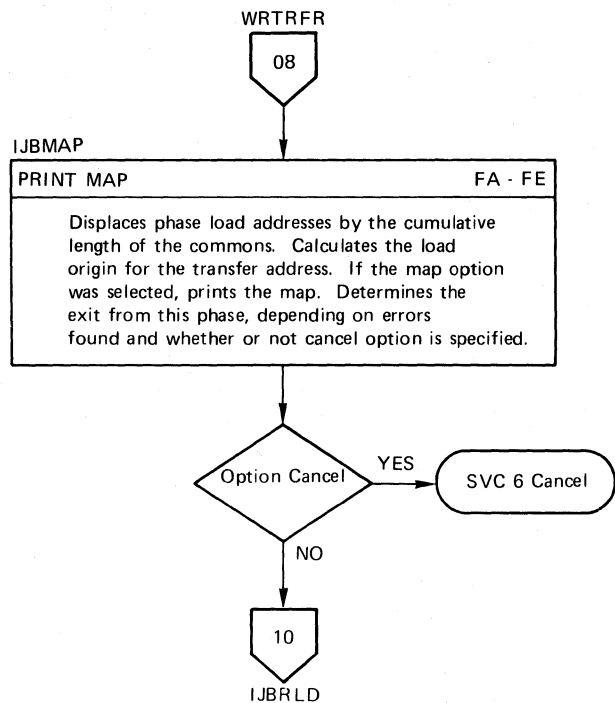 WRTRFR
08
IJBMAP
PRINT MAP FA - FE
Displaces phase load addresses by the cumulative
length of the commons. Calculates the load
origin for the transfer address. If the map option
was selected, prints the map. Determines the
exit from this phase, depending on errors
found and whether or not cancel option is specified.
Option Cancel
YES
SVC 6 Cancel
NO
10
IJBRLD